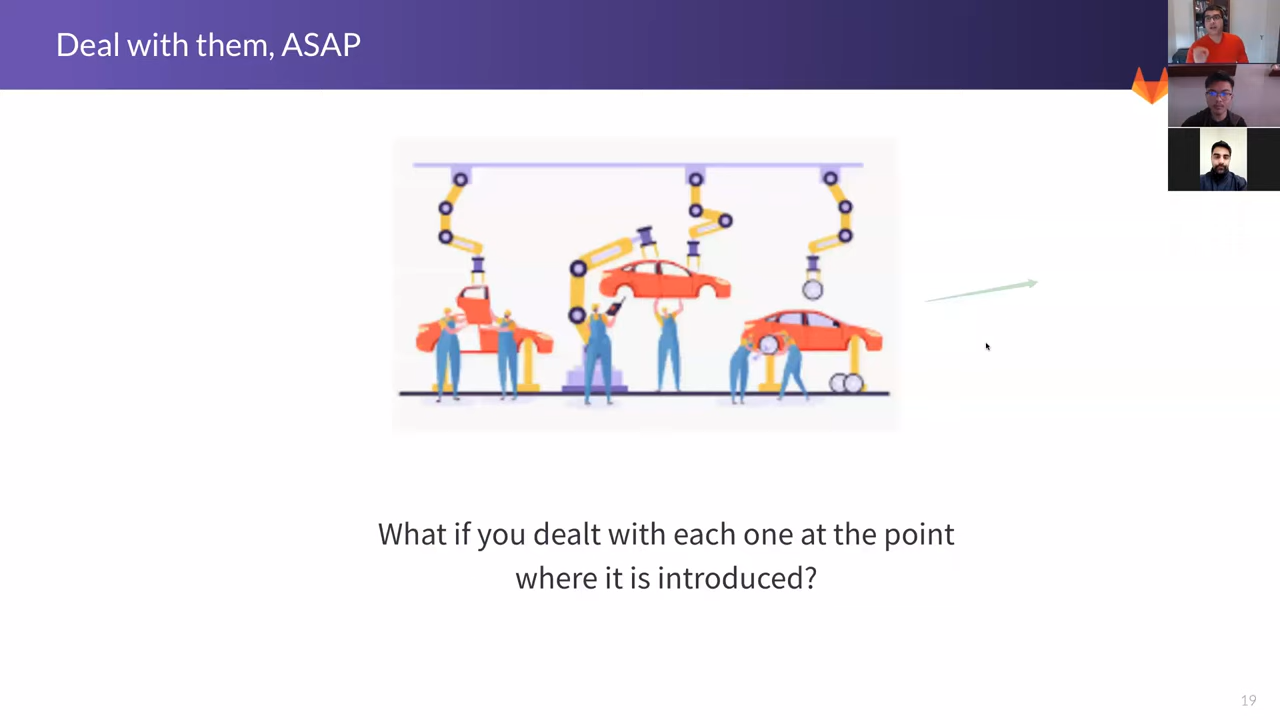 Deal with them, ASAP
What if you dealt with each one at the point
where it is introduced?
19